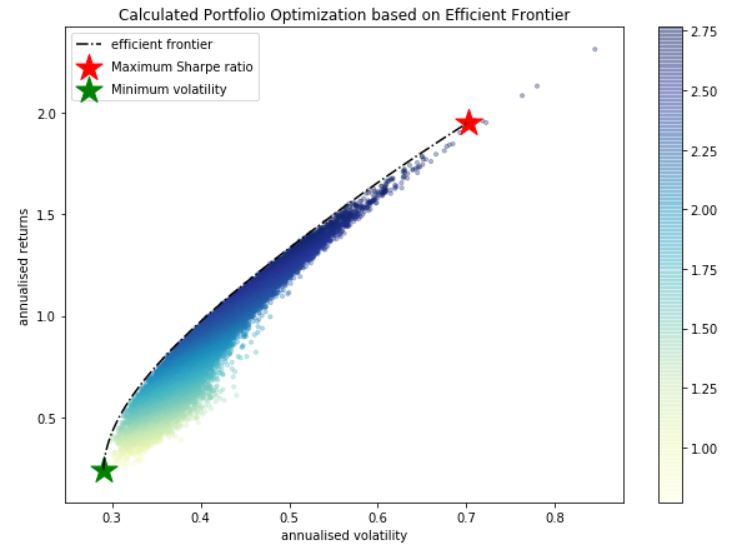 Calculated Portfolio Optimization based on Efficient Frontier
efficient frontier
Maximum Sharpe ratio
Minimum volatility
annualised returns
2.0
1.5
1.0
0.5
0.3 0.4 0.5 0.6 0.7 0.8
annualised volatility
2.75
2.50
2.25
2.00
1.75
1.50
1.25
1.00